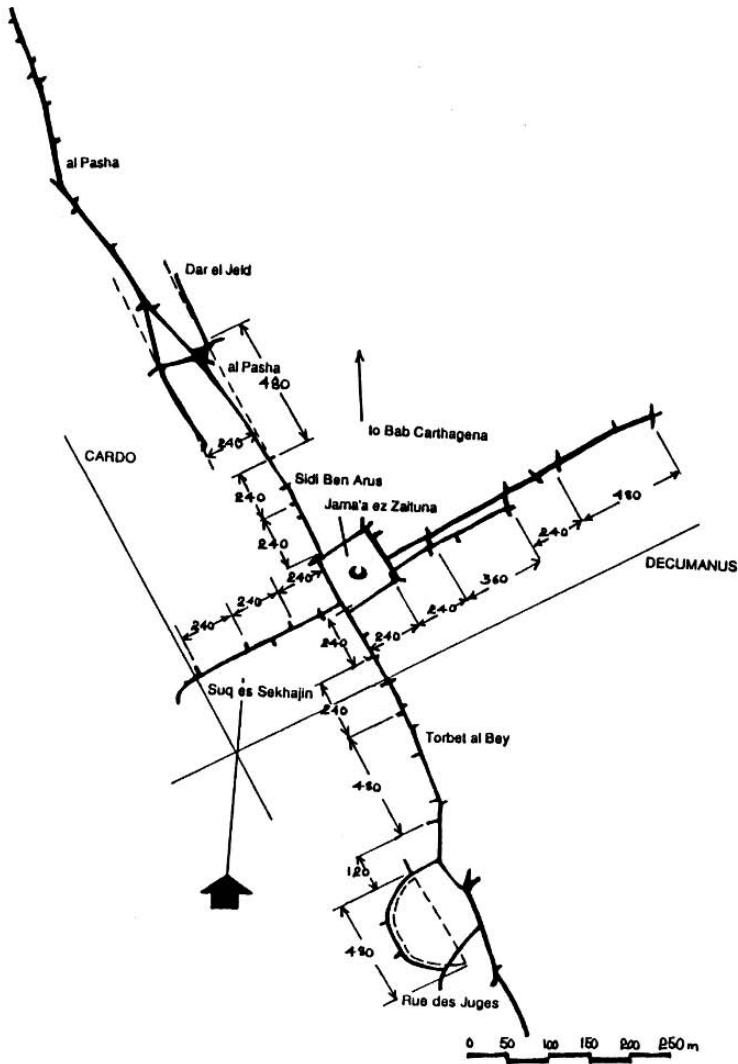 al Pasha
Dar el Jeld
al Pasha
480
to Bab Carthagena
240
CARDO
Sidi Ben Arus
240
480
Jama'a ez Zaituna
240
240
240
DECUMANUS
360
240
240
240
240
240
240
Suq es Sekhajin
240
Torbet al Bey
480
120
480
Rue des Juges
0 50 100 150 200 250 m